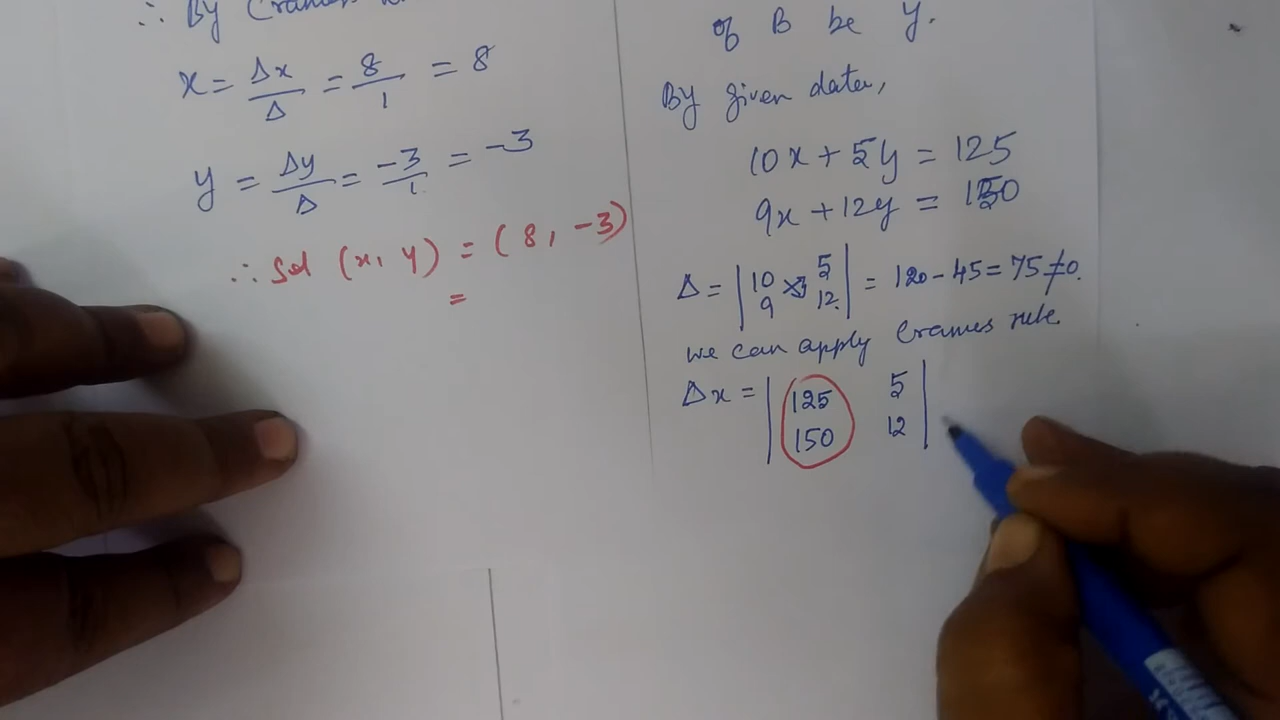 ∴ By Cramer
x = Δx/Δ = 8/1 = 8
y = Δy/Δ = -3/1 = -3
∴ Sol (x, y) = (8, -3)
=
of B be y.
By given data,
10x + 5y = 125
9x + 12y = 150
Δ = | 10 5 | = 120 - 45 = 75 ≠ 0.
9 12
we can apply Cramer's rule
Δx = | 125 5 |
150 12